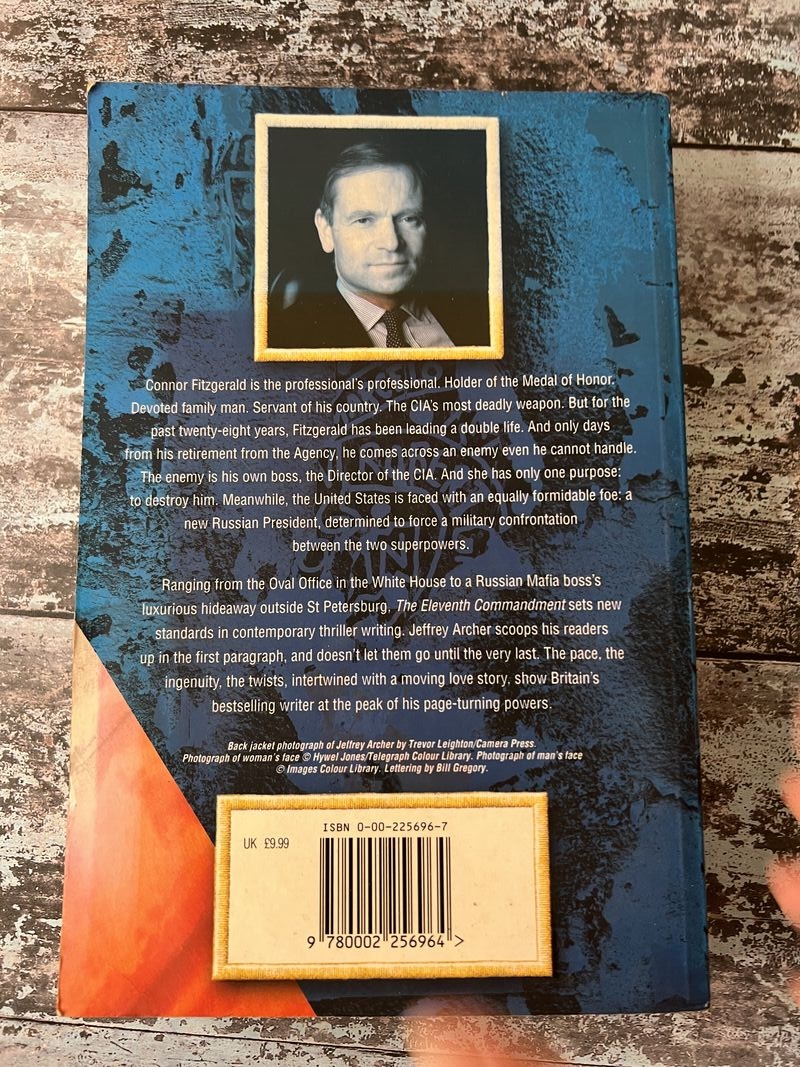 Connor Fitzgerald is the professional's professional. Holder of the Medal of Honor.
Devoted family man. Servant of his country. The CIA's most deadly weapon. But for the
past twenty-eight years, Fitzgerald has been leading a double life. And only days
from his retirement from the Agency, he comes across an enemy even he cannot handle.
The enemy is his own boss, the Director of the CIA. And she has only one purpose:
to destroy him. Meanwhile, the United States is faced with an equally formidable foe: a
new Russian President, determined to force a military confrontation
between the two superpowers.
Ranging from the Oval Office in the White House to a Russian Mafia boss's
luxurious hideaway outside St Petersburg, The Eleventh Commandment sets new
standards in contemporary thriller writing. Jeffrey Archer scoops his readers
up in the first paragraph, and doesn't let them go until the very last. The pace, the
ingenuity, the twists, intertwined with a moving love story, show Britain's
bestselling writer at the peak of his page-turning powers.
Back jacket photograph of Jeffrey Archer by Trevor Leighton/Camera Press.
Photograph of woman's face © Hywel Jones/Telegraph Colour Library. Photograph of man's face
© Images Colour Library. Lettering by Bill Gregory.
ISBN 0-00-225696-7
UK £9.99
9 780002 256964 >